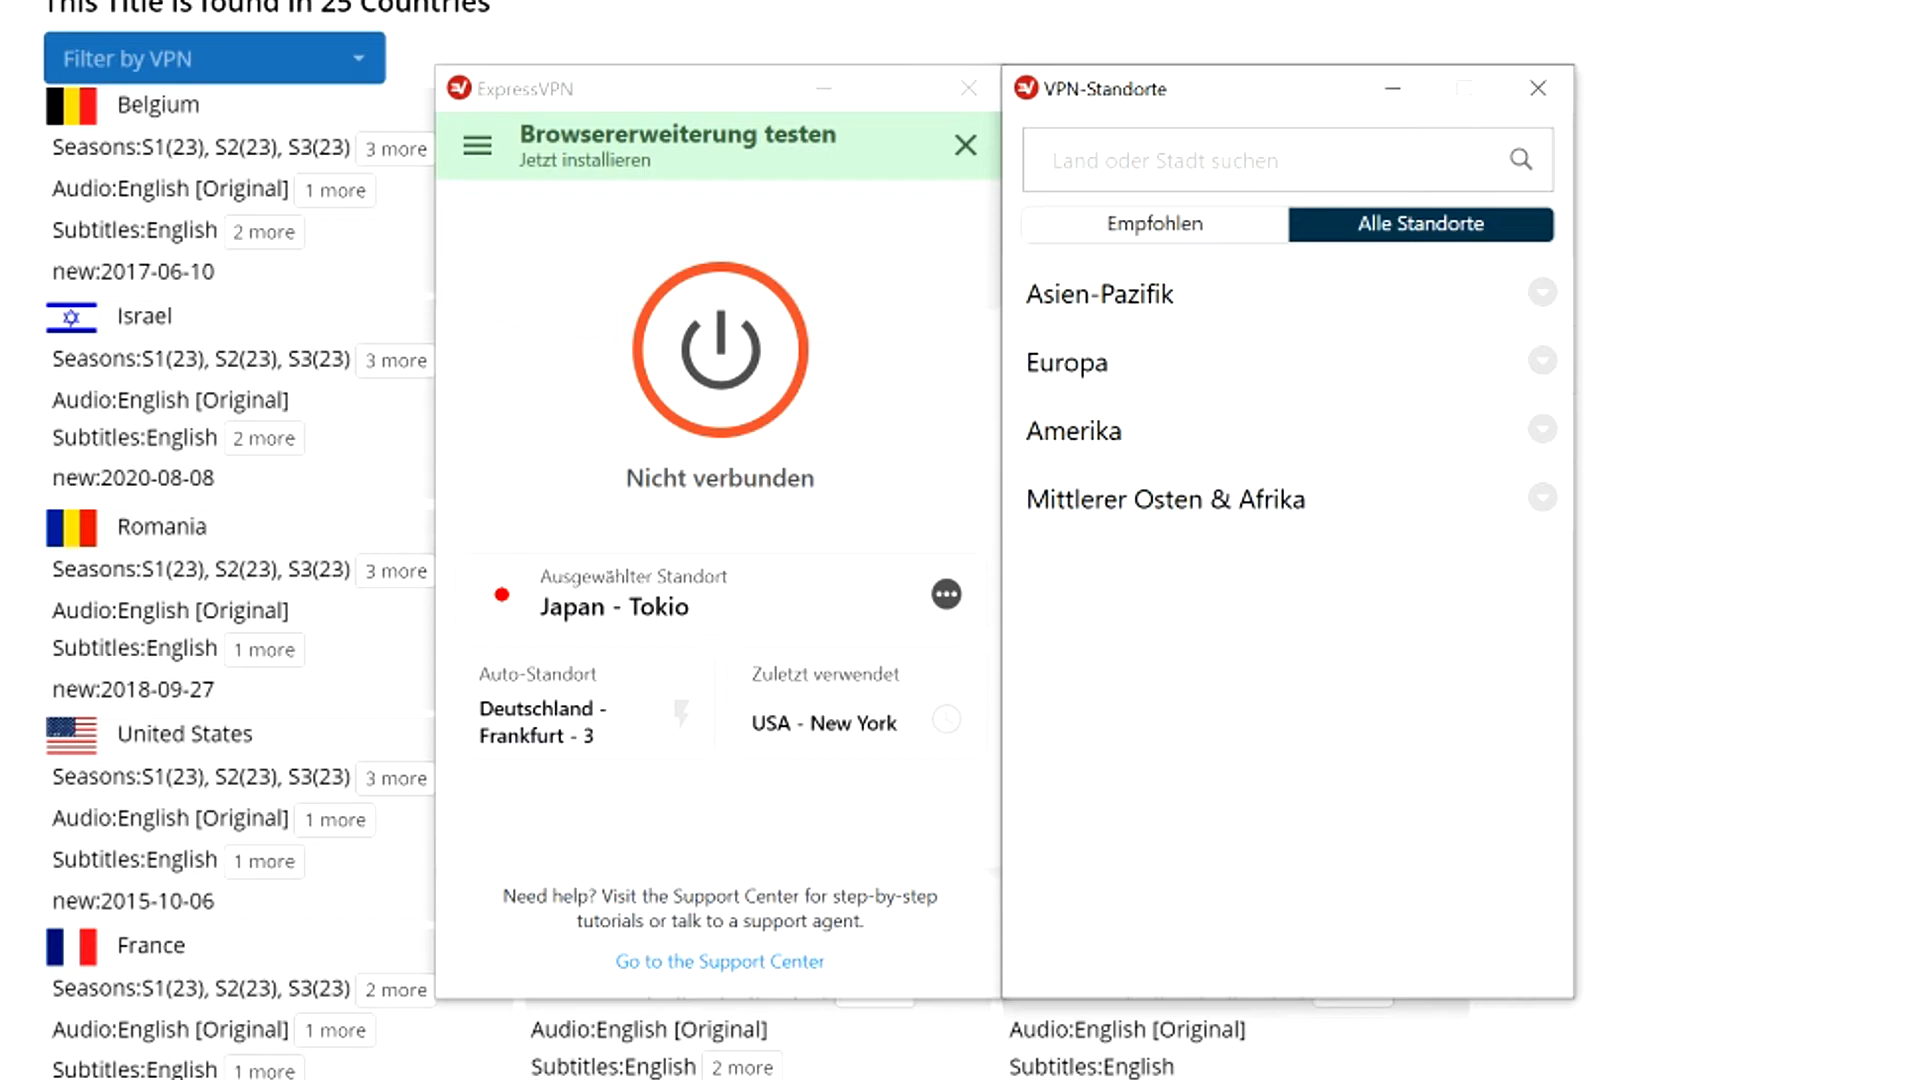 This Title is found in 25 Countries
Filter by VPN
Belgium
Seasons:S1(23), S2(23), S3(23) 3 more
Audio:English [Original] 1 more
Subtitles:English 2 more
new:2017-06-10
Israel
Seasons:S1(23), S2(23), S3(23) 3 more
Audio:English [Original]
Subtitles:English 2 more
new:2020-08-08
Romania
Seasons:S1(23), S2(23), S3(23) 3 more
Audio:English [Original]
Subtitles:English 1 more
new:2018-09-27
United States
Seasons:S1(23), S2(23), S3(23) 3 more
Audio:English [Original] 1 more
Subtitles:English 1 more
new:2015-10-06
France
Seasons:S1(23), S2(23), S3(23) 2 more
Audio:English [Original] 1 more
Subtitles:English 1 more
ExpressVPN
Browsererweiterung testen
Jetzt installieren
Nicht verbunden
Ausgewählter Standort
Japan - Tokio
Auto-Standort
Deutschland -
Frankfurt - 3
Zuletzt verwendet
USA - New York
Need help? Visit the Support Center for step-by-step
tutorials or talk to a support agent.
Go to the Support Center
VPN-Standorte
Land oder Stadt suchen
Empfohlen
Alle Standorte
Asien-Pazifik
Europa
Amerika
Mittlerer Osten & Afrika
Audio:English [Original]
Subtitles:English 2 more
Audio:English [Original]
Subtitles:English